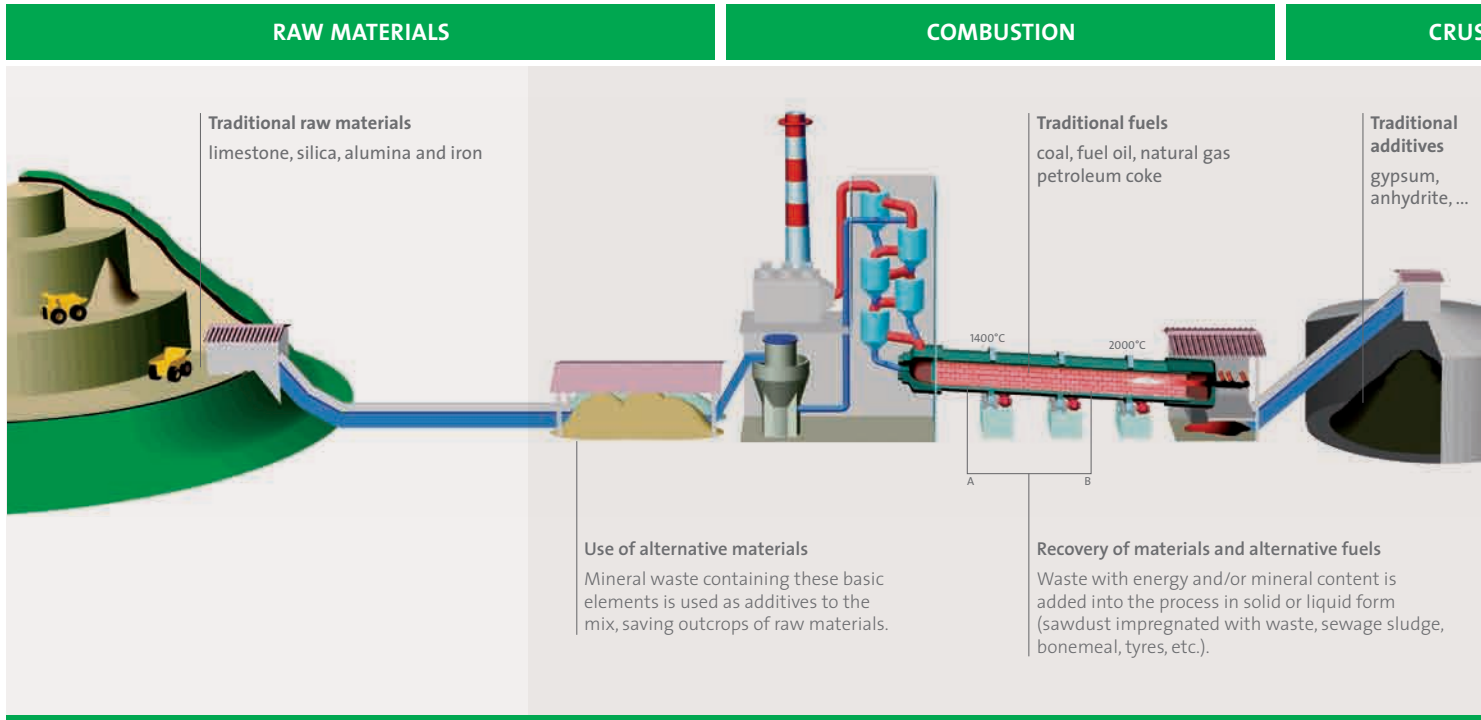 RAW MATERIALS
COMBUSTION
CRUS
Traditional raw materials
limestone, silica, alumina and iron
Traditional fuels
coal, fuel oil, natural gas
petroleum coke
Traditional
additives
gypsum,
anhydrite, ...
1400°C
2000°C
A
B
Use of alternative materials
Mineral waste containing these basic
elements is used as additives to the
mix, saving outcrops of raw materials.
Recovery of materials and alternative fuels
Waste with energy and/or mineral content is
added into the process in solid or liquid form
(sawdust impregnated with waste, sewage sludge,
bonemeal, tyres, etc.).